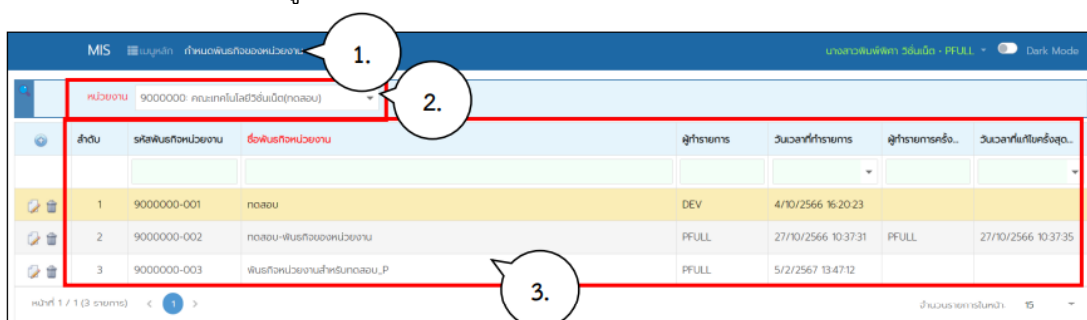 MIS เมนูหลัก กำหนดพันธกิจของหน่วยงาน 1. นางสาวพิมพ์พิศา วิชั่นเน็ต - PFULL Dark Mode
หน่วยงาน 9000000: คณะเทคโนโลยีวิชั่นเน็ต(ทดสอบ) 2.
ลำดับ รหัสพันธกิจหน่วยงาน ชื่อพันธกิจหน่วยงาน ผู้ทำรายการ วันเวลาที่ทำรายการ ผู้ทำรายการครั้ง... วันเวลาที่แก้ไขครั้งสุด...
1 9000000-001 ทดสอบ DEV 4/10/2566 16:20:23
2 9000000-002 ทดสอบ-พันธกิจของหน่วยงาน PFULL 27/10/2566 10:37:31 PFULL 27/10/2566 10:37:35
3 9000000-003 พันธกิจหน่วยงานสำหรับทดสอบ_P PFULL 5/2/2567 13:47:12
3.
หน้าที่ 1 / 1 (3 รายการ) < 1 > จำนวนรายการในหน้า: 15